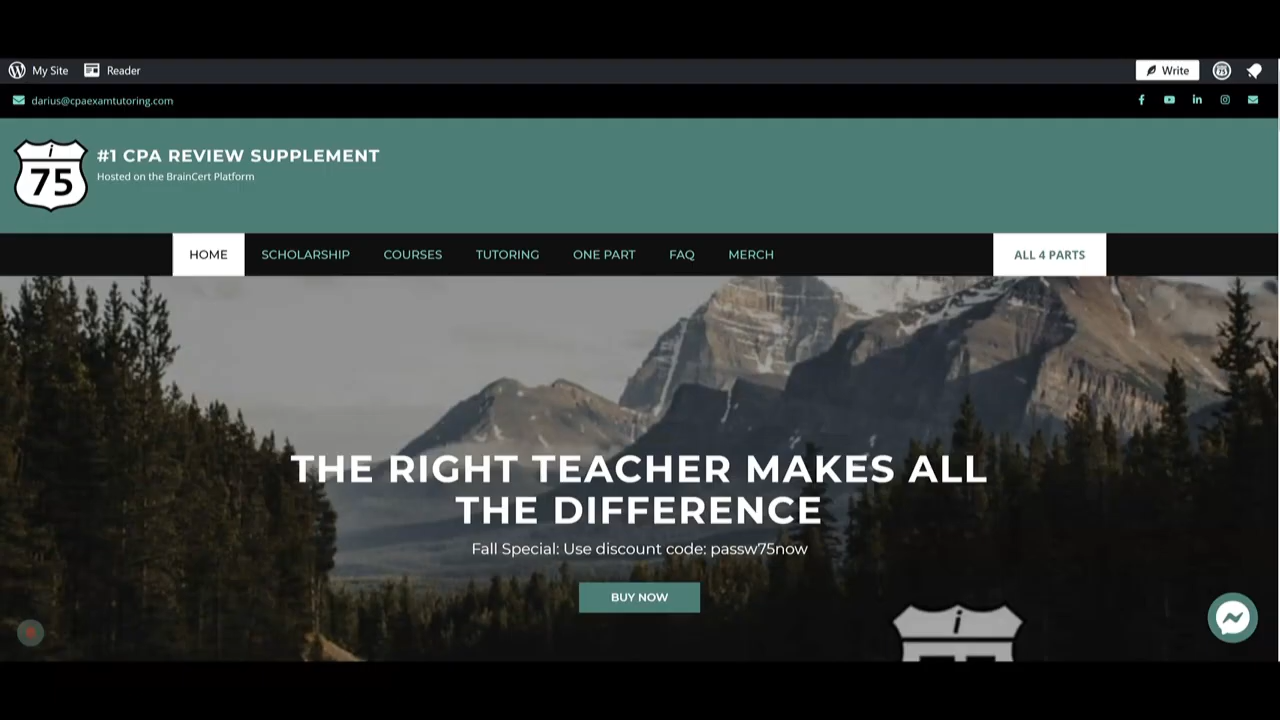 My Site
Reader
Write
darius@cpaexamtutoring.com
i
75
#1 CPA REVIEW SUPPLEMENT
Hosted on the BrainCert Platform
HOME
SCHOLARSHIP
COURSES
TUTORING
ONE PART
FAQ
MERCH
ALL 4 PARTS
THE RIGHT TEACHER MAKES ALL
THE DIFFERENCE
Fall Special: Use discount code: passw75now
BUY NOW
i